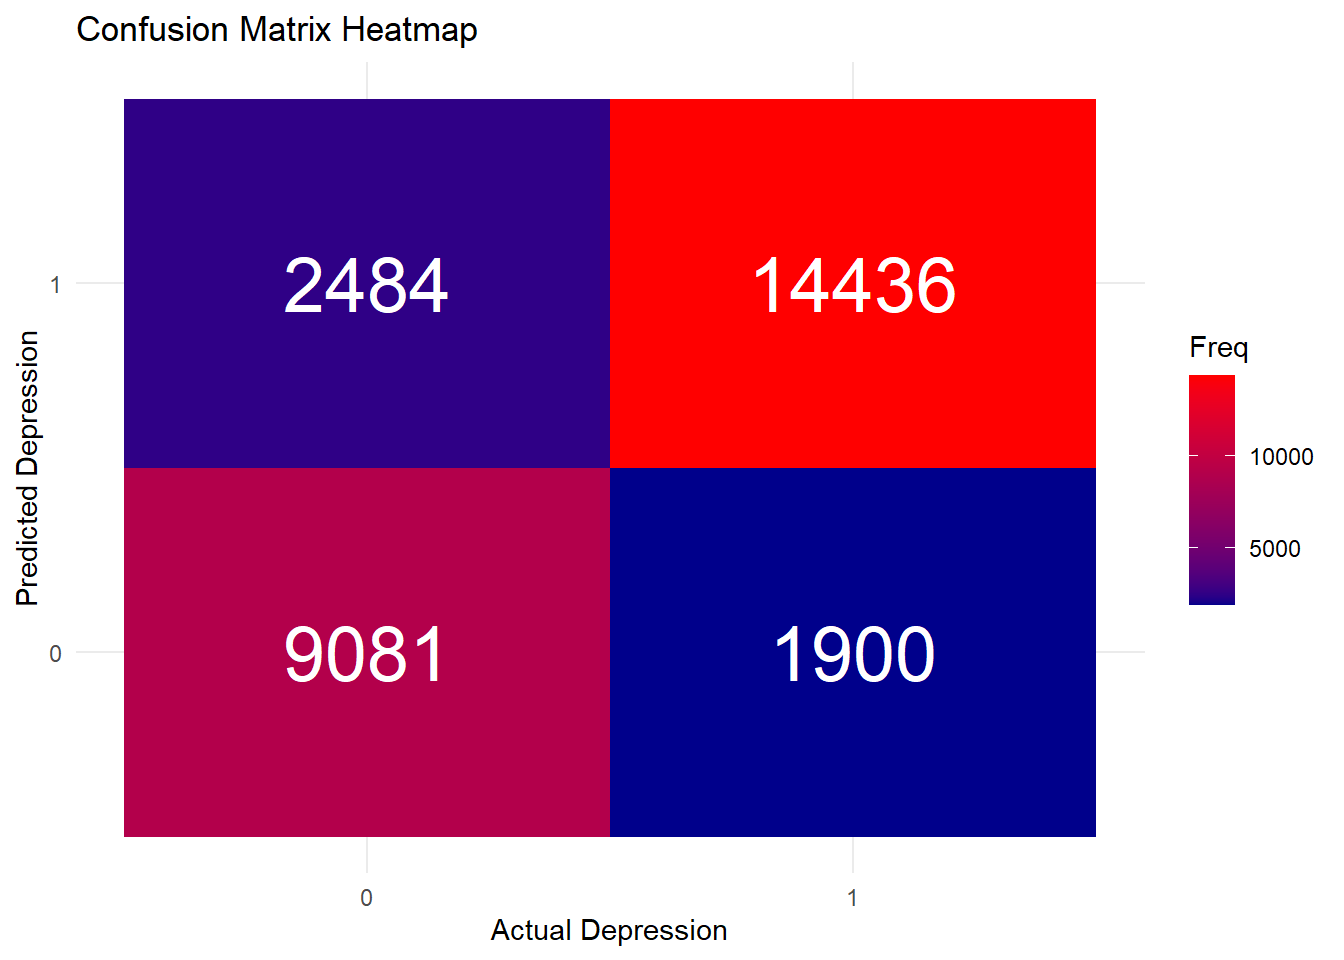 Confusion Matrix Heatmap
Predicted Depression
1
0
2484
14436
9081
1900
0
1
Actual Depression
Freq
10000
5000